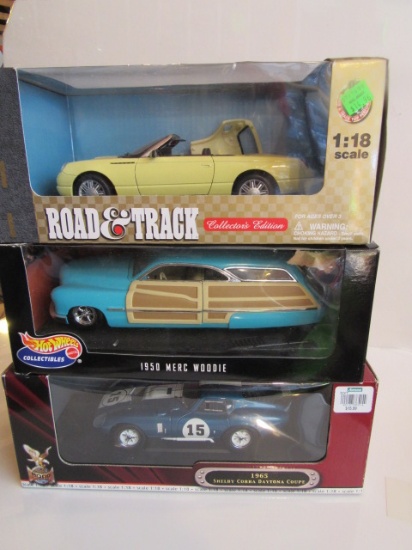 ROAD & TRACK
Collector's Edition
1:18
scale
WARNING:
Hot Wheels
COLLECTIBLES
1950 MERC WOODIE
15
1965
SHELBY COBRA DAYTONA COUPE